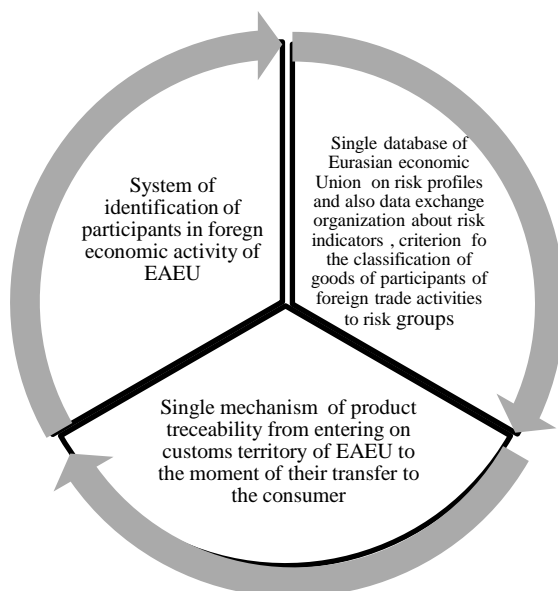 System of
identification of
participants in foregn
economic activity of
EAEU
Single database of
Eurasian economic
Union on risk profiles
and also data exchange
organization about risk
indicators , criterion fo
the classification of
goods of participants of
foreign trade activities
to risk groups
Single mechanism of product
treceability from entering on
customs territory of EAEU to
the moment of their transfer to
the consumer